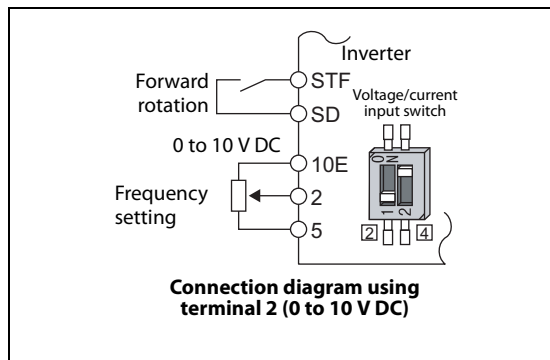 Inverter
Forward
rotation
STF
SD
Voltage/current
input switch
0 to 10 V DC
10E
Frequency
setting
2
5
ON
1 2
2
4
Connection diagram using
terminal 2 (0 to 10 V DC)